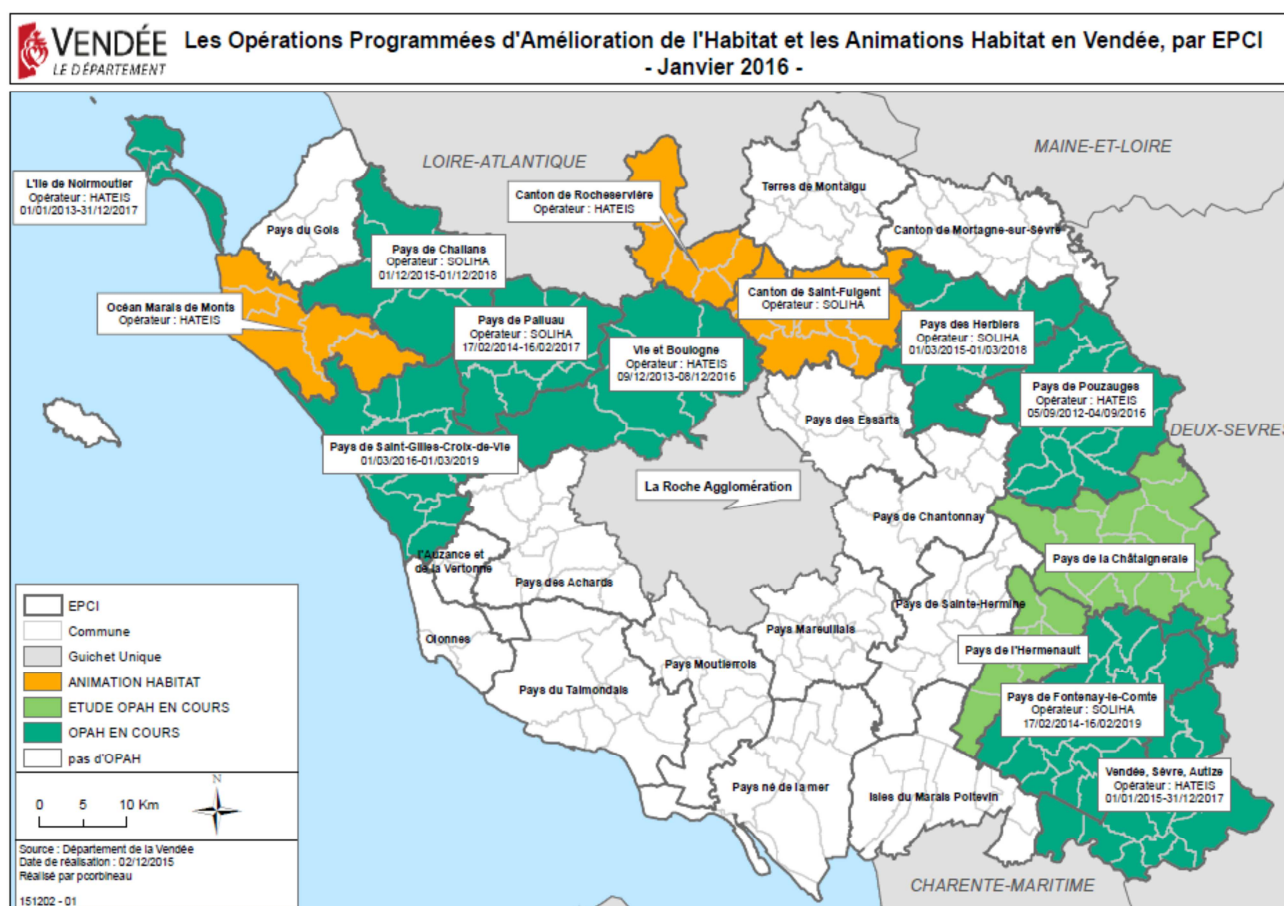 VENDÉE
LE DÉPARTEMENT
Les Opérations Programmées d'Amélioration de l'Habitat et les Animations Habitat en Vendée, par EPCI
- Janvier 2016 -
LOIRE-ATLANTIQUE
MAINE-ET-LOIRE
L'Ile de Noirmoutier
Opérateur : HATEIS
01/01/2013-31/12/2017
Canton de Rocheservière
Opérateur : HATEIS
Terres de Montaigu
Pays du Gois
Canton de Mortagne-sur-Sèvre
Pays de Challans
Opérateur : SOLIHA
01/12/2015-01/12/2018
Océan Marais de Monts
Opérateur : HATEIS
Canton de Saint-Fulgent
Opérateur : SOLIHA
Pays de Palluau
Opérateur : SOLIHA
17/02/2014-16/02/2017
Pays des Herbiers
Opérateur : SOLIHA
01/03/2015-01/03/2018
Vie et Boulogne
Opérateur : HATEIS
09/12/2013-08/12/2016
Pays de Pouzauges
Opérateur : HATEIS
05/09/2012-04/09/2016
Pays des Essarts
DEUX-SEVRES
Pays de Saint-Gilles-Croix-de-Vie
01/03/2016-01/03/2019
La Roche Agglomération
Pays de Chantonnay
l'Auzance et
de la Vertonne
Pays des Achards
Pays de la Châtaigneraie
Pays de Sainte-Hermine
Olonnes
Pays Mareuillais
Pays de l'Hermenault
Pays Moutierrois
Pays du Talmondais
Pays de Fontenay-le-Comte
Opérateur : SOLIHA
17/02/2014-16/02/2019
Vendée, Sèvre, Autize
Opérateur : HATEIS
01/01/2015-31/12/2017
Pays né de la mer
Isles du Marais Poitevin
CHARENTE-MARITIME
EPCI
Commune
Guichet Unique
ANIMATION HABITAT
ETUDE OPAH EN COURS
OPAH EN COURS
pas d'OPAH
N
0 5 10 Km
Source : Département de la Vendée
Date de réalisation : 02/12/2015
Réalisé par pcorbineau
151202 - 01